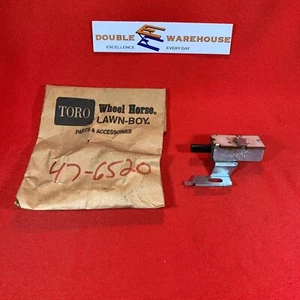 DOUBLE WAREHOUSE
EXCELLENCE EVERY DAY
TORO Wheel Horse®
LAWN-BOY®
PARTS & ACCESSORIES
47-6520